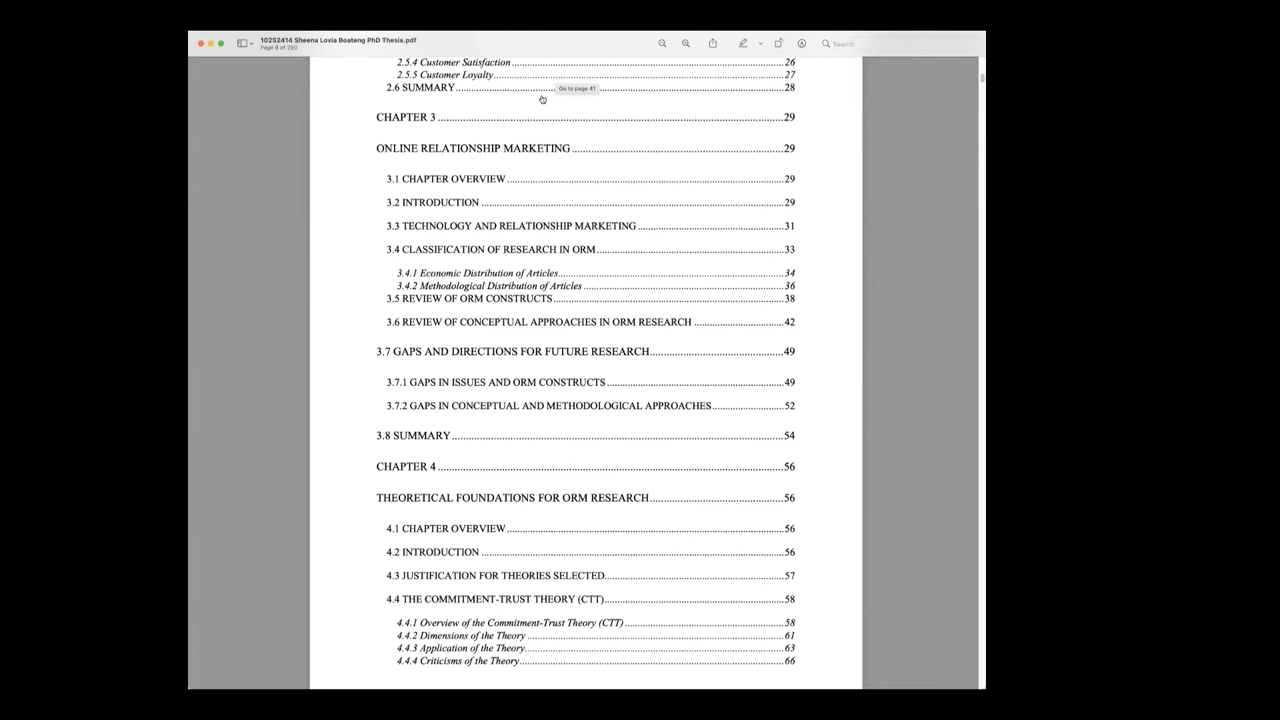 10252414 Sheena Lovia Boateng PhD Thesis.pdf
Page 8 of 280
Search
2.5.4 Customer Satisfaction 26
2.5.5 Customer Loyalty 27
2.6 SUMMARY 28
Go to page 41
CHAPTER 3 29
ONLINE RELATIONSHIP MARKETING 29
3.1 CHAPTER OVERVIEW 29
3.2 INTRODUCTION 29
3.3 TECHNOLOGY AND RELATIONSHIP MARKETING 31
3.4 CLASSIFICATION OF RESEARCH IN ORM 33
3.4.1 Economic Distribution of Articles 34
3.4.2 Methodological Distribution of Articles 36
3.5 REVIEW OF ORM CONSTRUCTS 38
3.6 REVIEW OF CONCEPTUAL APPROACHES IN ORM RESEARCH 42
3.7 GAPS AND DIRECTIONS FOR FUTURE RESEARCH 49
3.7.1 GAPS IN ISSUES AND ORM CONSTRUCTS 49
3.7.2 GAPS IN CONCEPTUAL AND METHODOLOGICAL APPROACHES 52
3.8 SUMMARY 54
CHAPTER 4 56
THEORETICAL FOUNDATIONS FOR ORM RESEARCH 56
4.1 CHAPTER OVERVIEW 56
4.2 INTRODUCTION 56
4.3 JUSTIFICATION FOR THEORIES SELECTED 57
4.4 THE COMMITMENT-TRUST THEORY (CTT) 58
4.4.1 Overview of the Commitment-Trust Theory (CTT) 58
4.4.2 Dimensions of the Theory 61
4.4.3 Application of the Theory 63
4.4.4 Criticisms of the Theory 66